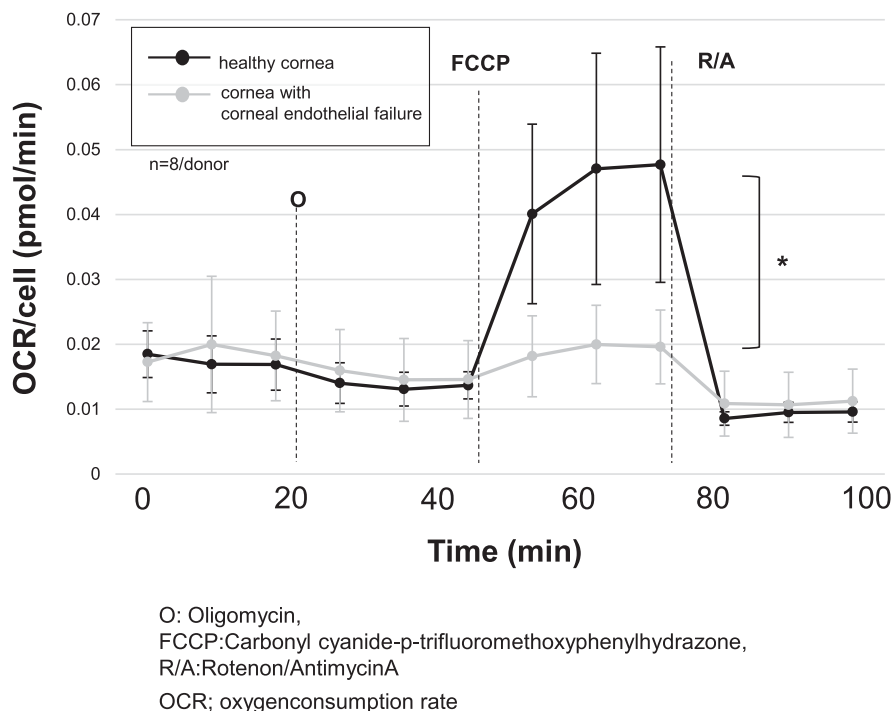 0.07
0.06
0.05
0.04
0.03
0.02
0.01
0
OCR/cell (pmol/min)
healthy cornea
cornea with
corneal endothelial failure
n=8/donor
O
FCCP
R/A
*
0 20 40 60 80 100
Time (min)
O: Oligomycin,
FCCP:Carbonyl cyanide-p-trifluoromethoxyphenylhydrazone,
R/A:Rotenon/AntimycinA
OCR; oxygenconsumption rate